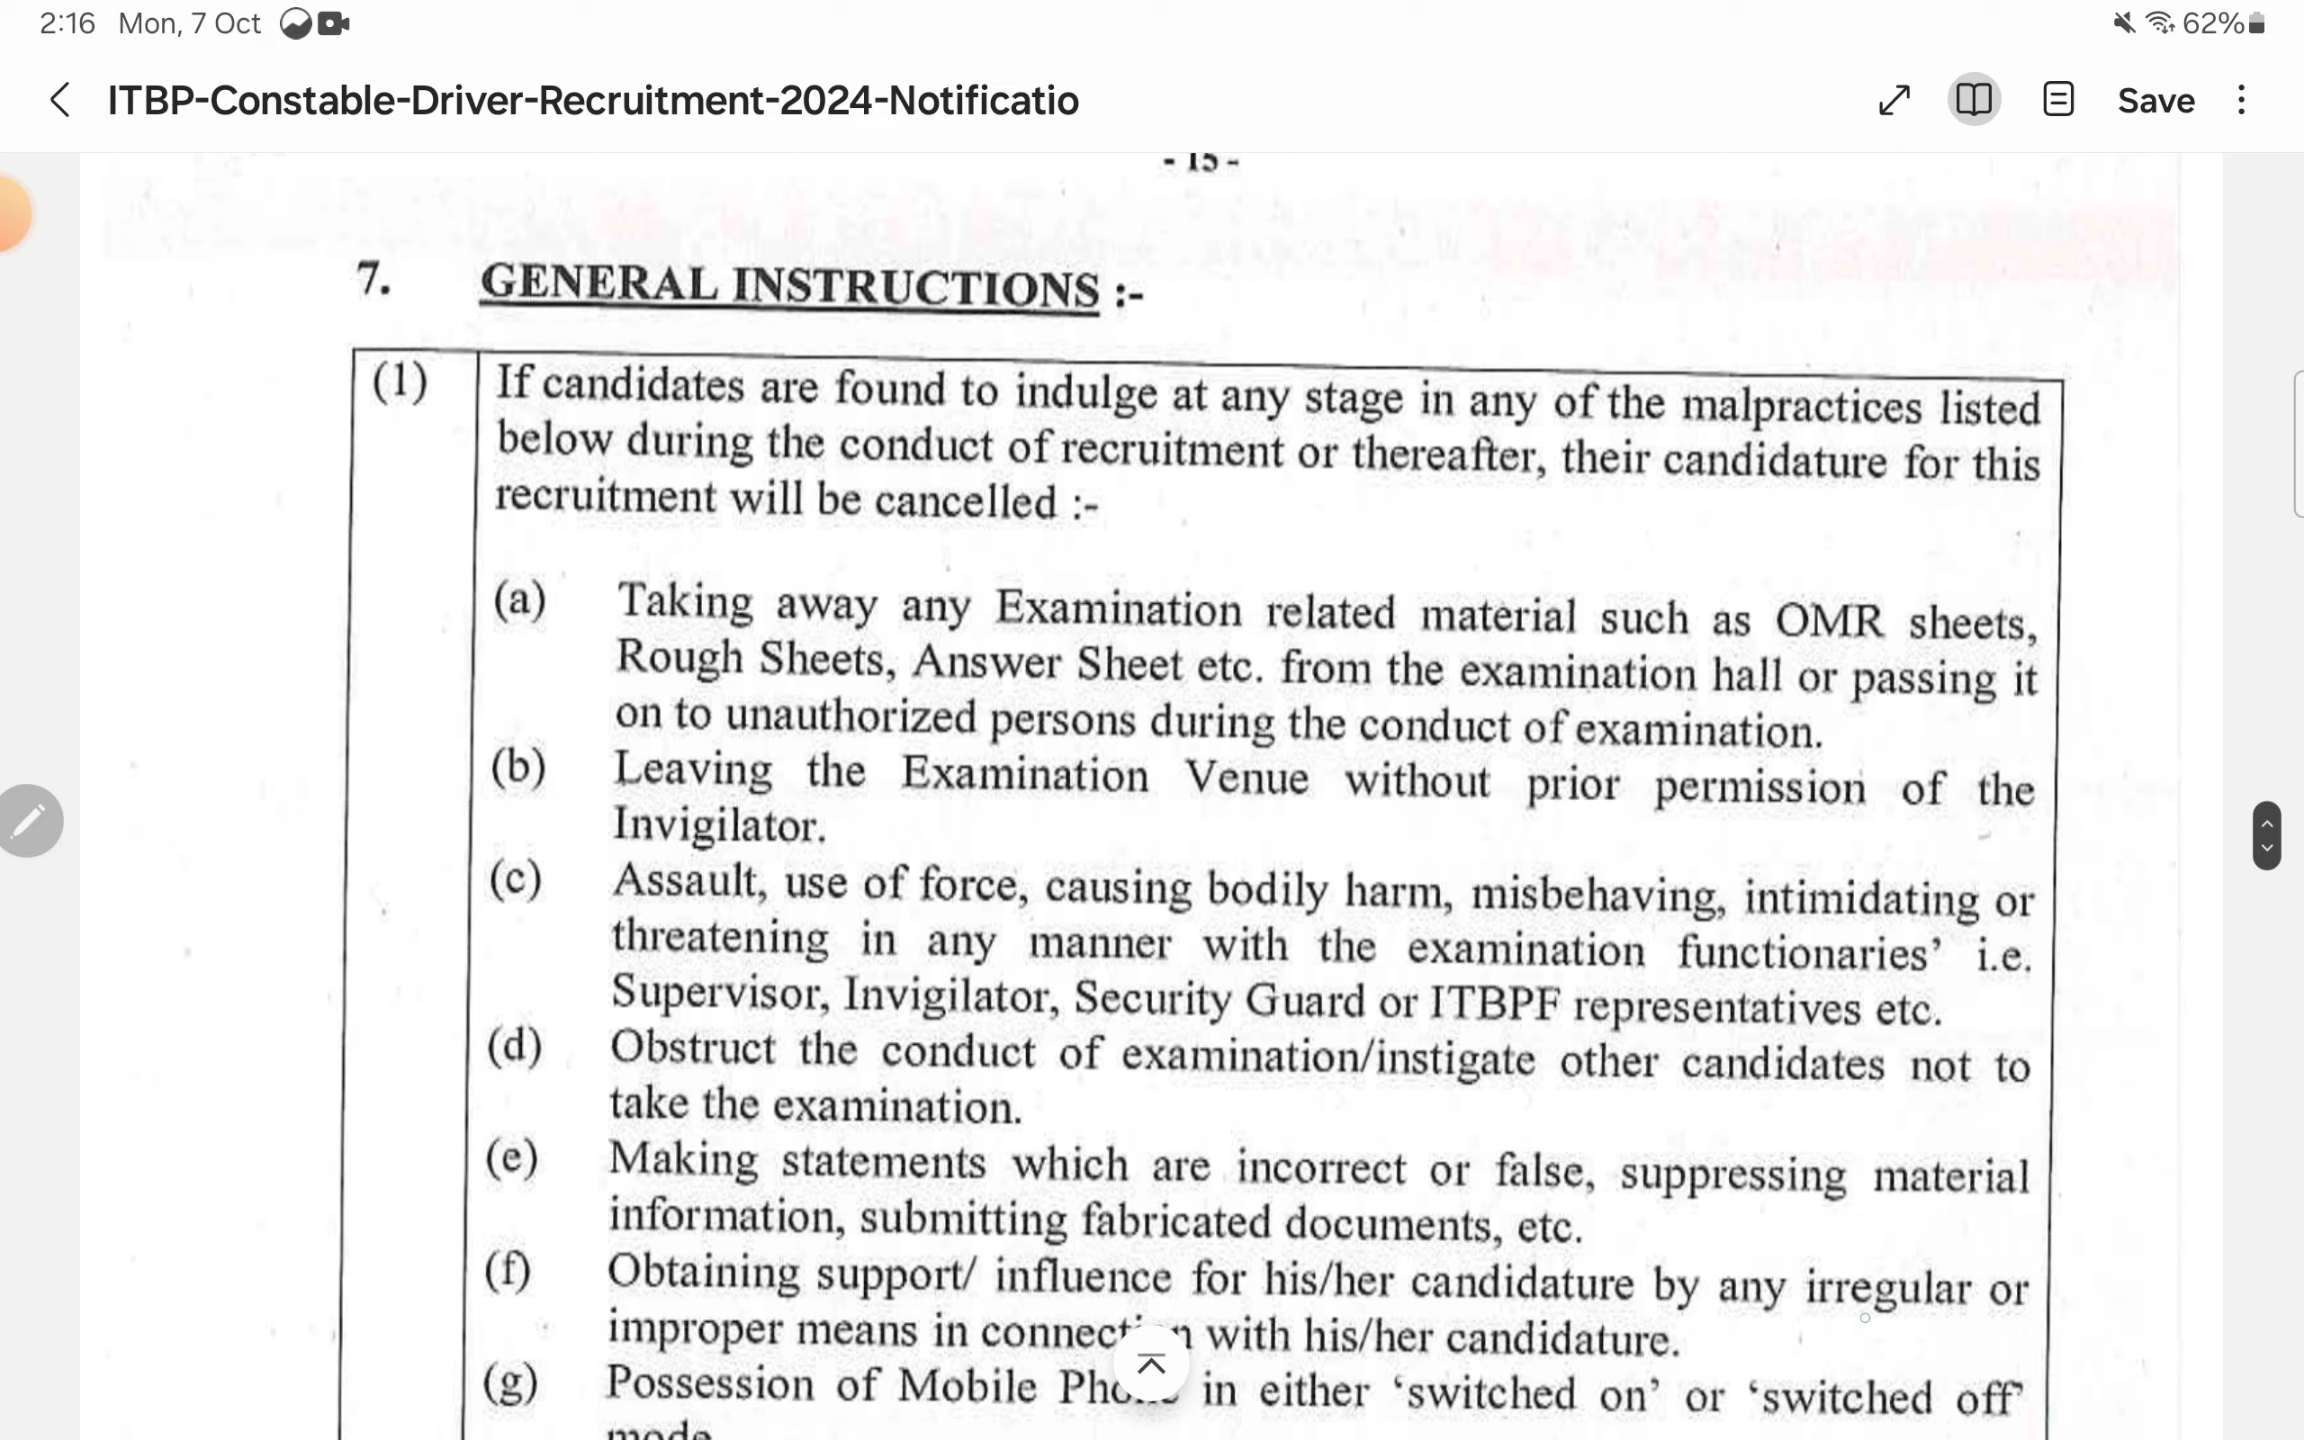 2:16 Mon, 7 Oct
62%
ITBP-Constable-Driver-Recruitment-2024-Notificatio
Save
- 15 -
7. GENERAL INSTRUCTIONS :-
(1) If candidates are found to indulge at any stage in any of the malpractices listed
below during the conduct of recruitment or thereafter, their candidature for this
recruitment will be cancelled :-
(a) Taking away any Examination related material such as OMR sheets,
Rough Sheets, Answer Sheet etc. from the examination hall or passing it
on to unauthorized persons during the conduct of examination.
(b) Leaving the Examination Venue without prior permission of the
Invigilator.
(c) Assault, use of force, causing bodily harm, misbehaving, intimidating or
threatening in any manner with the examination functionaries’ i.e.
Supervisor, Invigilator, Security Guard or ITBPF representatives etc.
(d) Obstruct the conduct of examination/instigate other candidates not to
take the examination.
(e) Making statements which are incorrect or false, suppressing material
information, submitting fabricated documents, etc.
(f) Obtaining support/ influence for his/her candidature by any irregular or
improper means in connection with his/her candidature.
(g) Possession of Mobile Phone in either ‘switched on’ or ‘switched off’
mode